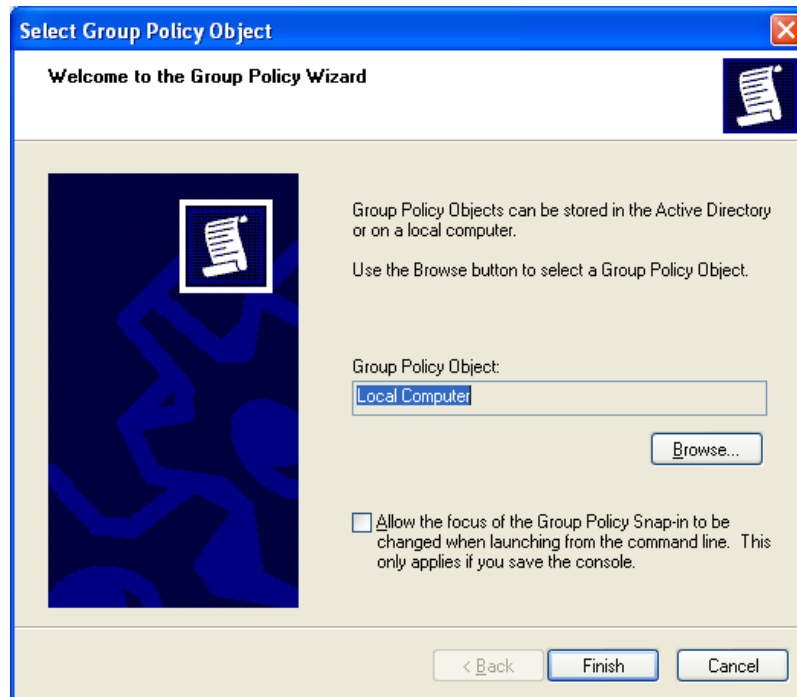 Select Group Policy Object
Welcome to the Group Policy Wizard
Group Policy Objects can be stored in the Active Directory
or on a local computer.
Use the Browse button to select a Group Policy Object.
Group Policy Object:
Local Computer
Browse...
Allow the focus of the Group Policy Snap-in to be
changed when launching from the command line. This
only applies if you save the console.
< Back
Finish
Cancel